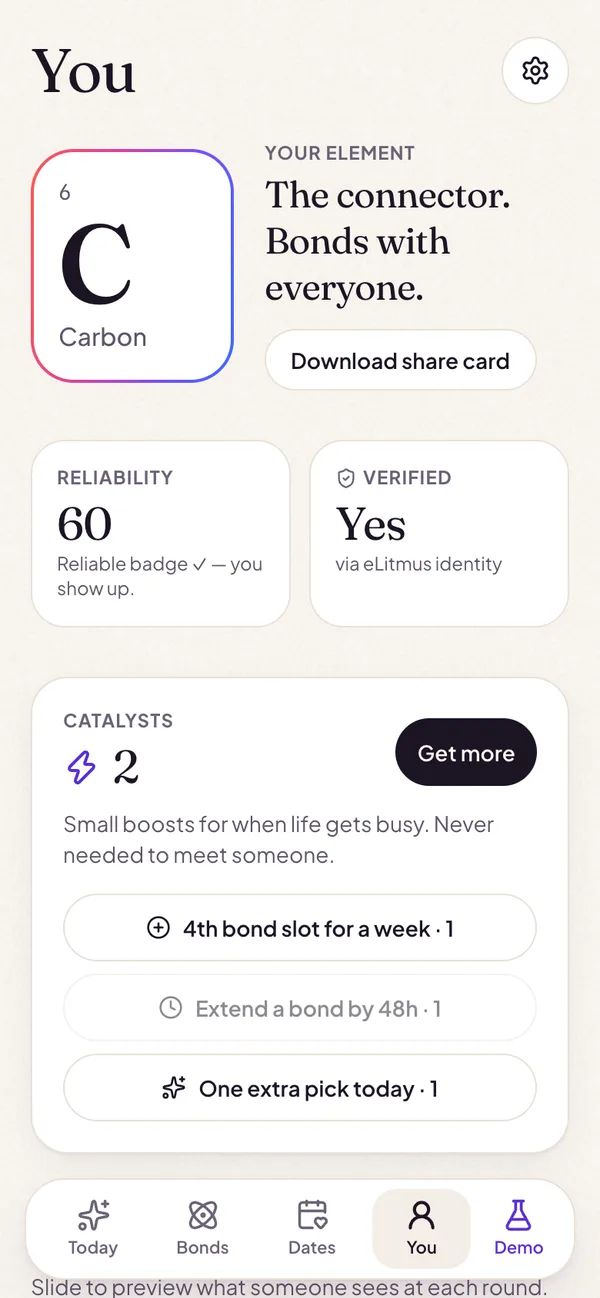 You
6
C
Carbon
YOUR ELEMENT
The connector.
Bonds with
everyone.
Download share card
RELIABILITY
60
Reliable badge ✓ — you
show up.
VERIFIED
Yes
via eLitmus identity
CATALYSTS
2
Get more
Small boosts for when life gets busy. Never
needed to meet someone.
4th bond slot for a week · 1
Extend a bond by 48h · 1
One extra pick today · 1
Today
Bonds
Dates
You
Demo
Slide to preview what someone sees at each round.